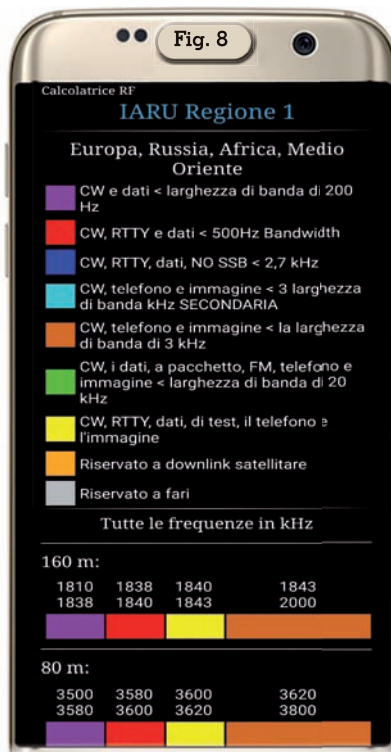 Fig. 8
Calcolatrice RF
IARU Regione 1
Europa, Russia, Africa, Medio
Oriente
CW e dati < larghezza di banda di 200
Hz
CW, RTTY e dati < 500Hz Bandwidth
CW, RTTY, dati, NO SSB < 2,7 kHz
CW, telefono e immagine < 3 larghezza
di banda kHz SECONDARIA
CW, telefono e immagine < la larghezza
di banda di 3 kHz
CW, i dati, a pacchetto, FM, telefono e
immagine < larghezza di banda di 20
kHz
CW, RTTY, dati, di test, il telefono e
l'immagine
Riservato a downlink satellitare
Riservato a fari
Tutte le frequenze in kHz
160 m:
1810 1838 1840 1843
1838 1840 1843 2000
80 m:
3500 3580 3600 3620
3580 3600 3620 3800